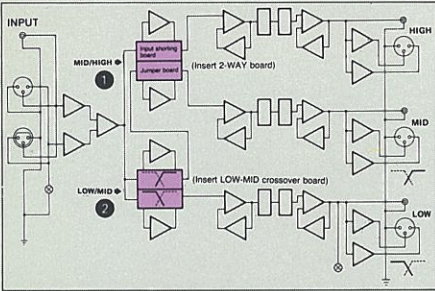 INPUT
HIGH
Input shorting
board
Jumper board
MID/HIGH
1
(Insert 2-WAY board)
MID
LOW/MID
2
(Insert LOW-MID crossover board)
LOW